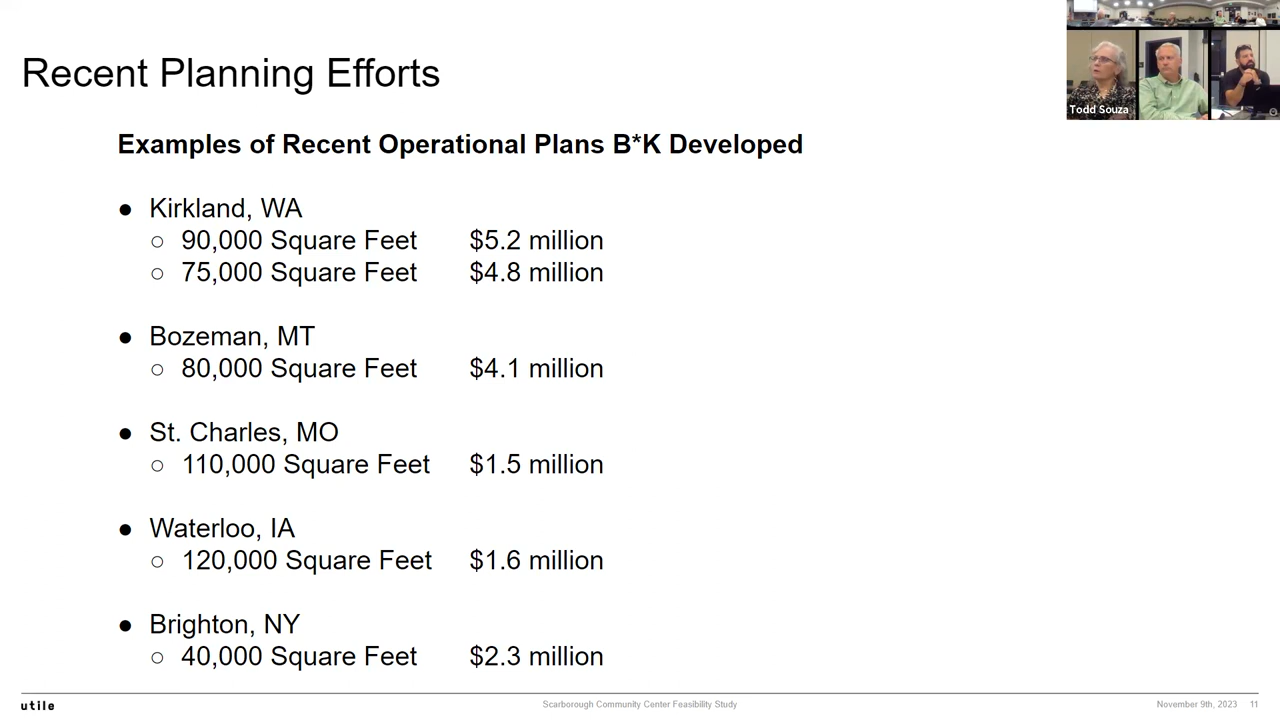 Recent Planning Efforts
Todd Souza
Examples of Recent Operational Plans B*K Developed
● Kirkland, WA
○ 90,000 Square Feet $5.2 million
○ 75,000 Square Feet $4.8 million
● Bozeman, MT
○ 80,000 Square Feet $4.1 million
● St. Charles, MO
○ 110,000 Square Feet $1.5 million
● Waterloo, IA
○ 120,000 Square Feet $1.6 million
● Brighton, NY
○ 40,000 Square Feet $2.3 million
utile Scarborough Community Center Feasibility Study November 9th, 2023 11